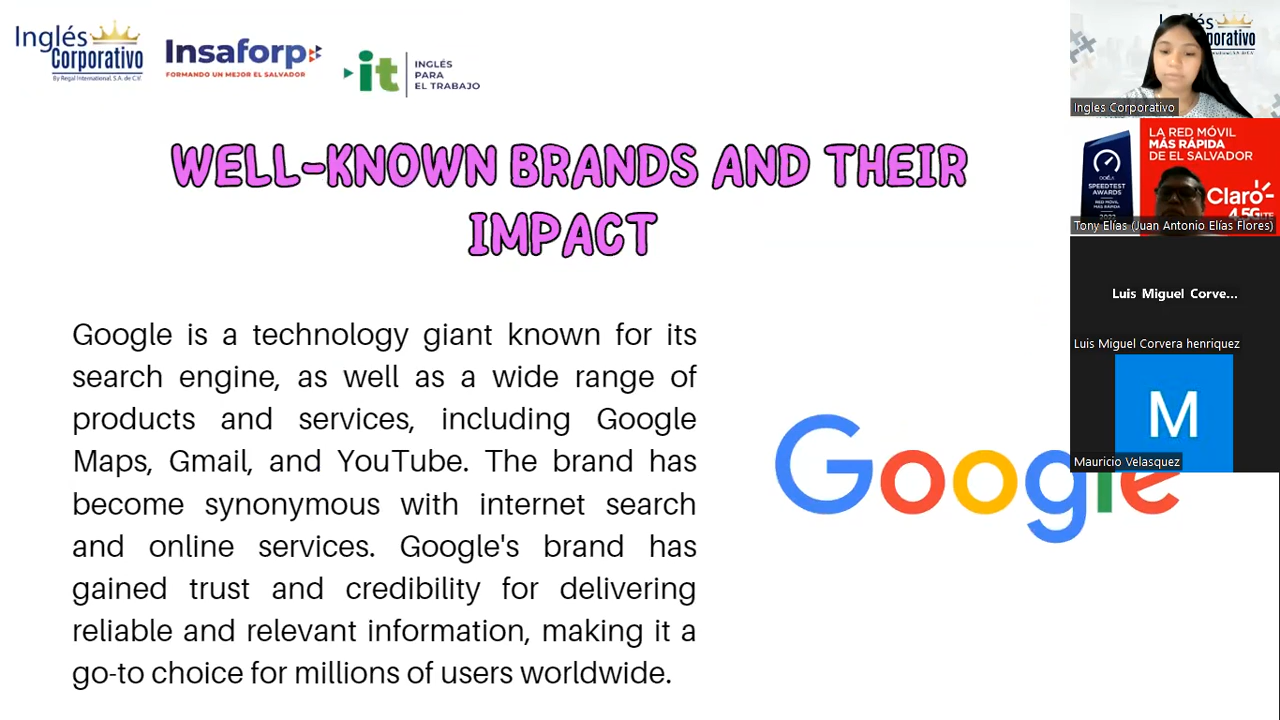 Inglés
Corporativo
By Regal International, S.A. de C.V.
Insaforp
FORMANDO UN MEJOR EL SALVADOR
it
INGLÉS
PARA
EL TRABAJO
WELL-KNOWN BRANDS AND THEIR
IMPACT
Google is a technology giant known for its
search engine, as well as a wide range of
products and services, including Google
Maps, Gmail, and YouTube. The brand has
become synonymous with internet search
and online services. Google's brand has
gained trust and credibility for delivering
reliable and relevant information, making it a
go-to choice for millions of users worldwide.
Google
Ingles Corporativo
LA RED MÓVIL
MÁS RÁPIDA
DE EL SALVADOR
SPEEDTEST
AWARDS
Claro
4.5G
Tony Elías (Juan Antonio Elías Flores)
Luis Miguel Corve...
Luis Miguel Corvera henriquez
M
Mauricio Velasquez